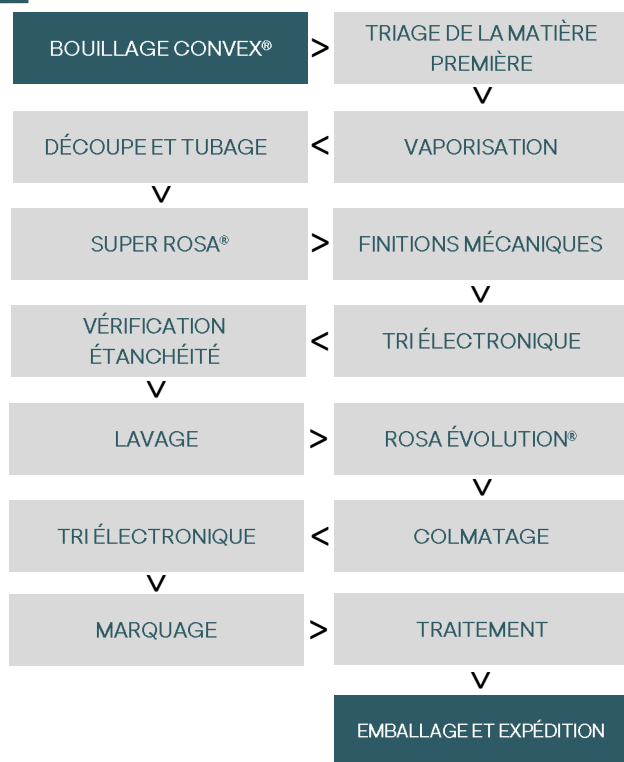 BOUILLAGE CONVEX®
>
TRIAGE DE LA MATIÈRE
PREMIÈRE
>
VAPORISATION
<
DÉCOUPE ET TUBAGE
>
SUPER ROSA®
>
FINITIONS MÉCANIQUES
>
TRI ÉLECTRONIQUE
<
VÉRIFICATION
ÉTANCHÉITÉ
>
LAVAGE
>
ROSA ÉVOLUTION®
>
COLMATAGE
<
TRI ÉLECTRONIQUE
>
MARQUAGE
>
TRAITEMENT
>
EMBALLAGE ET EXPÉDITION